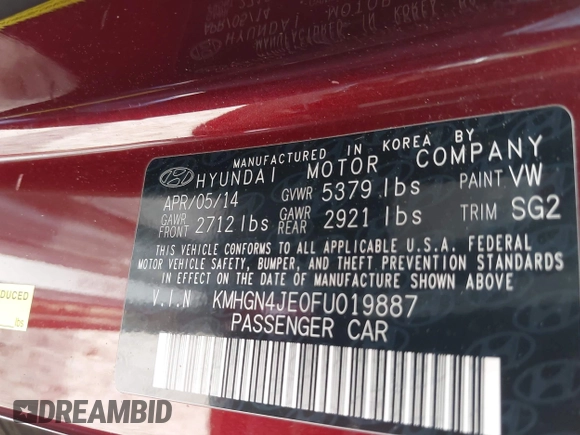 MANUFACTURED IN KOREA BY
HYUNDAI MOTOR COMPANY
APR/05/14 GVWR 5379 lbs PAINT VW
GAWR FRONT 2712 lbs GAWR REAR 2921 lbs TRIM SG2
THIS VEHICLE CONFORMS TO ALL APPLICABLE U.S.A. FEDERAL
MOTOR VEHICLE SAFETY, BUMPER, AND THEFT PREVENTION STANDARDS
IN EFFECT ON THE DATE OF MANUFACTURE SHOWN ABOVE.
V.I.N KMHGN4JE0FU019887
PASSENGER CAR
DUCED
lbs
DREAMBID